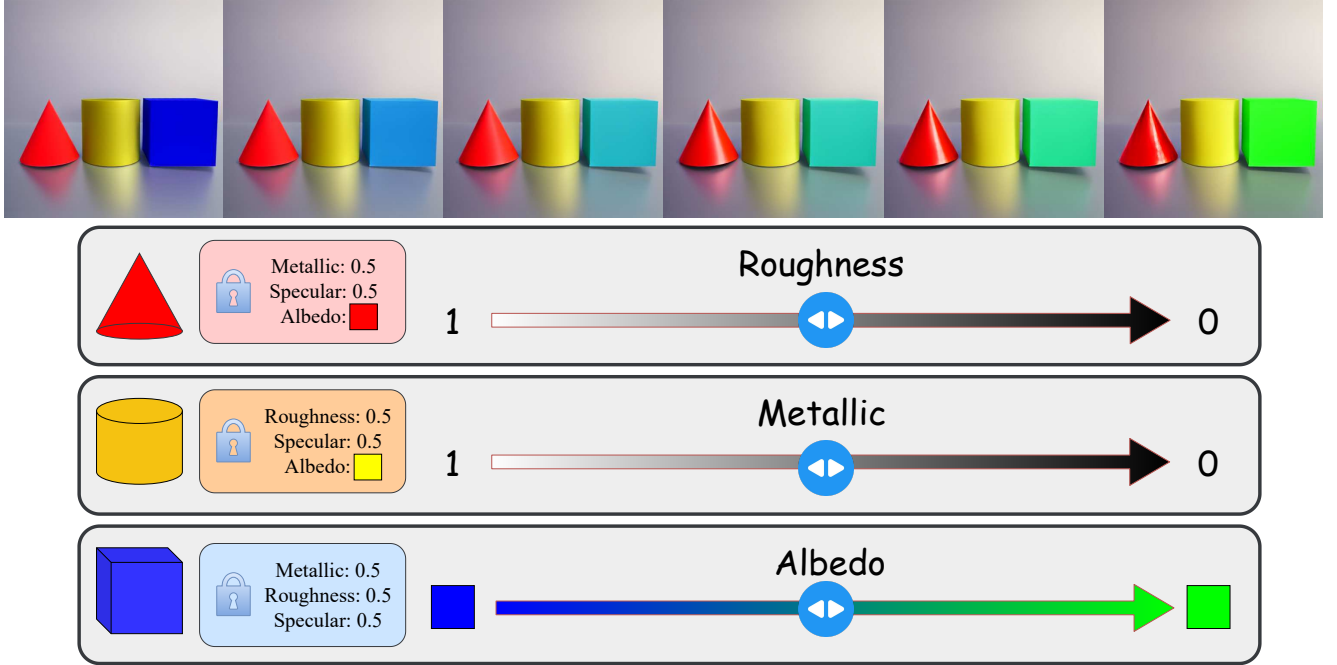 Roughness
Metallic: 0.5
Specular: 0.5
Albedo:
1
0
Metallic
Roughness: 0.5
Specular: 0.5
Albedo:
1
0
Albedo
Metallic: 0.5
Roughness: 0.5
Specular: 0.5